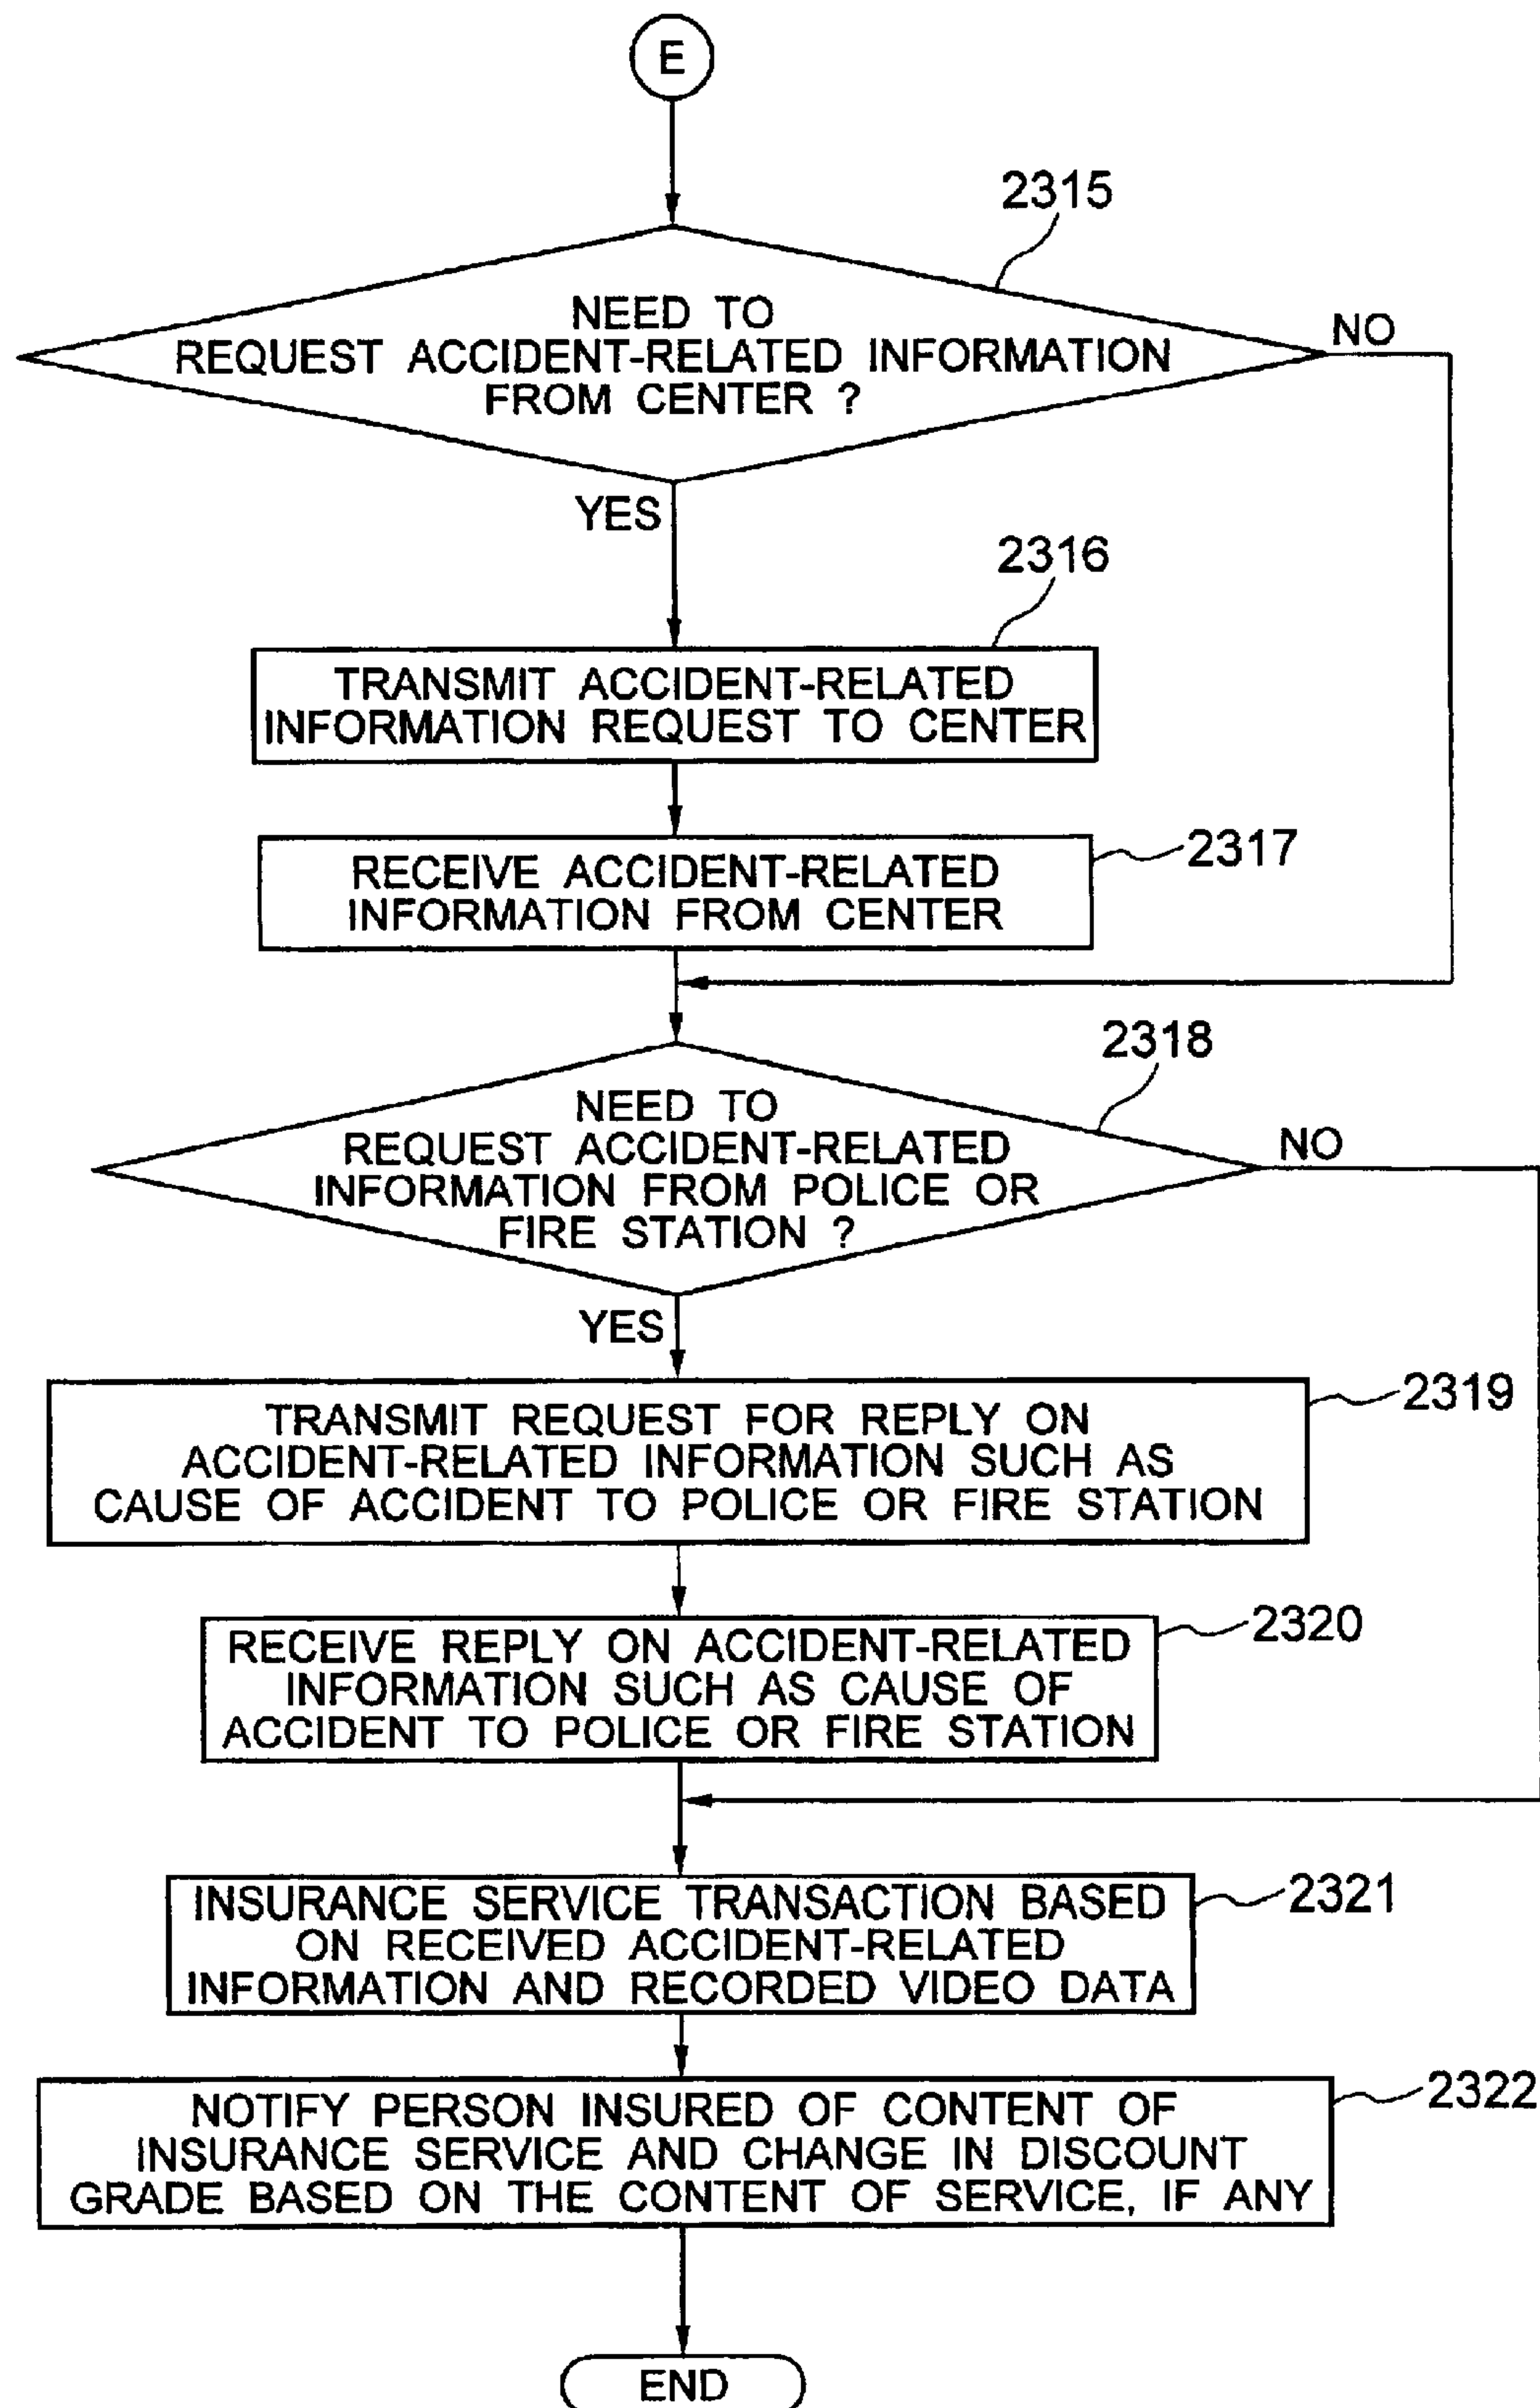 E
2315
NEED TO
REQUEST ACCIDENT-RELATED INFORMATION
FROM CENTER ?
NO
YES
2316
TRANSMIT ACCIDENT-RELATED
INFORMATION REQUEST TO CENTER
2317
RECEIVE ACCIDENT-RELATED
INFORMATION FROM CENTER
2318
NEED TO
REQUEST ACCIDENT-RELATED
INFORMATION FROM POLICE OR
FIRE STATION ?
NO
YES
2319
TRANSMIT REQUEST FOR REPLY ON
ACCIDENT-RELATED INFORMATION SUCH AS
CAUSE OF ACCIDENT TO POLICE OR FIRE STATION
2320
RECEIVE REPLY ON ACCIDENT-RELATED
INFORMATION SUCH AS CAUSE OF
ACCIDENT TO POLICE OR FIRE STATION
2321
INSURANCE SERVICE TRANSACTION BASED
ON RECEIVED ACCIDENT-RELATED
INFORMATION AND RECORDED VIDEO DATA
2322
NOTIFY PERSON INSURED OF CONTENT OF
INSURANCE SERVICE AND CHANGE IN DISCOUNT
GRADE BASED ON THE CONTENT OF SERVICE, IF ANY
END